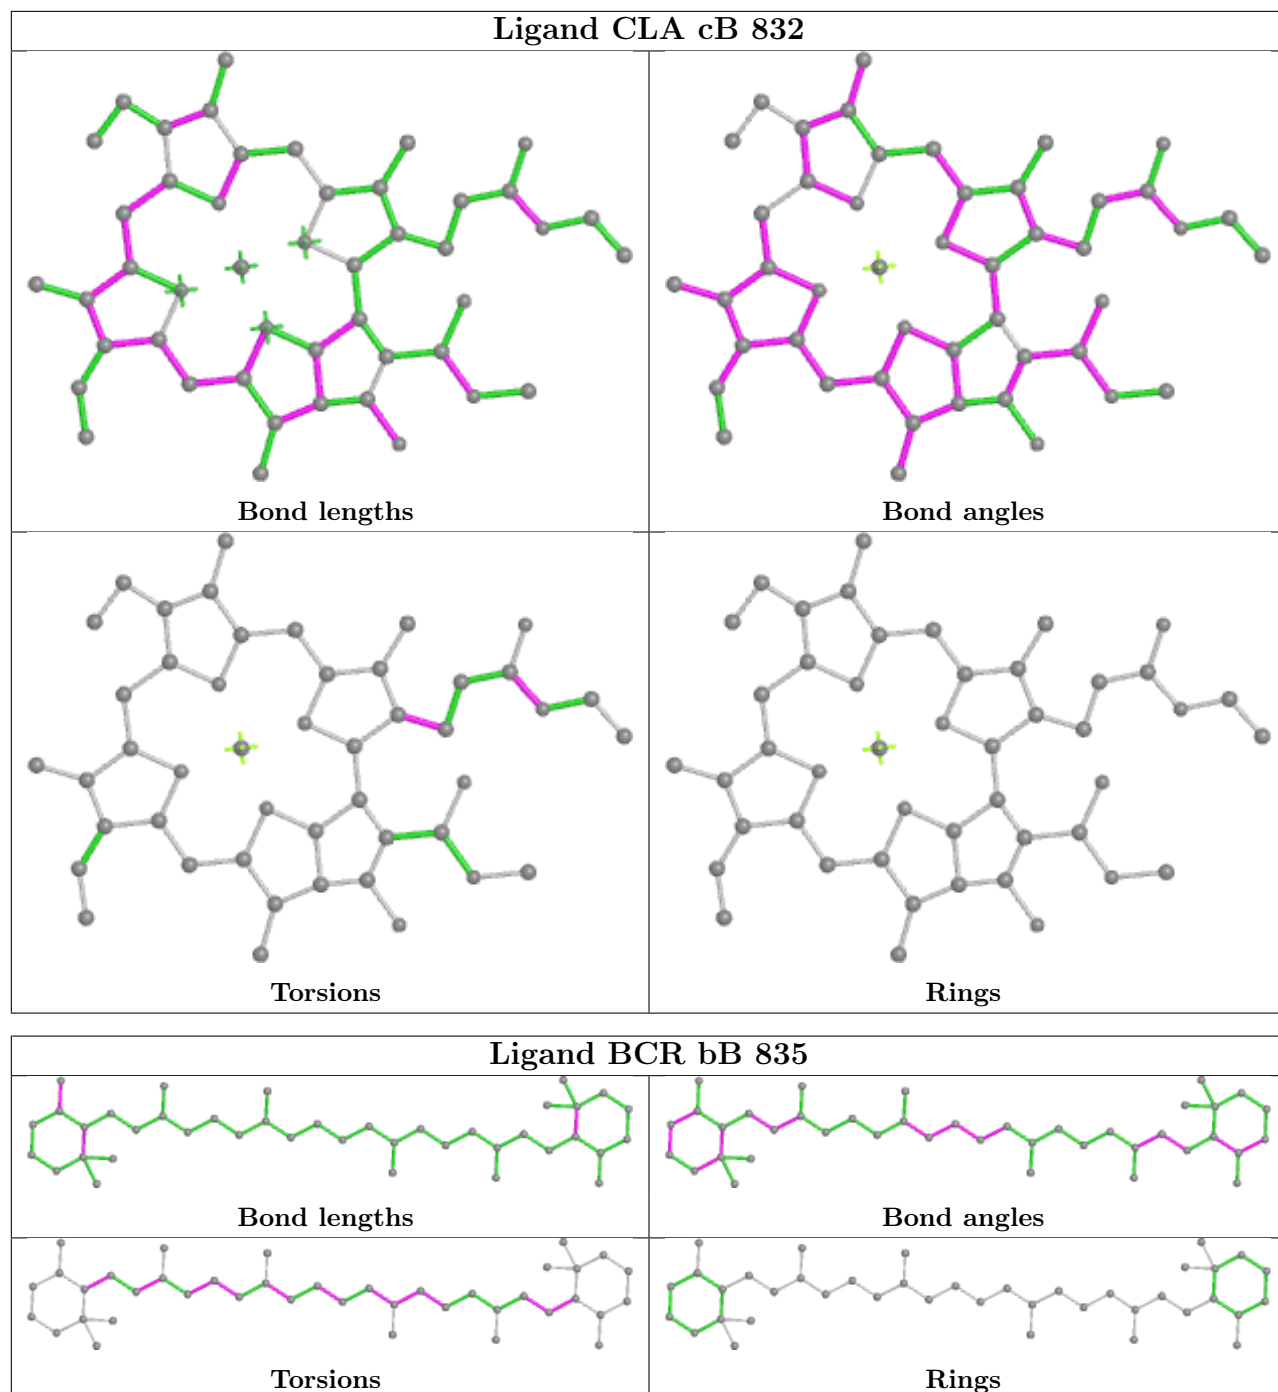 Ligand CLA cB 832
Bond lengths
Bond angles
Torsions
Rings
Ligand BCR bB 835
Bond lengths
Bond angles
Torsions
Rings